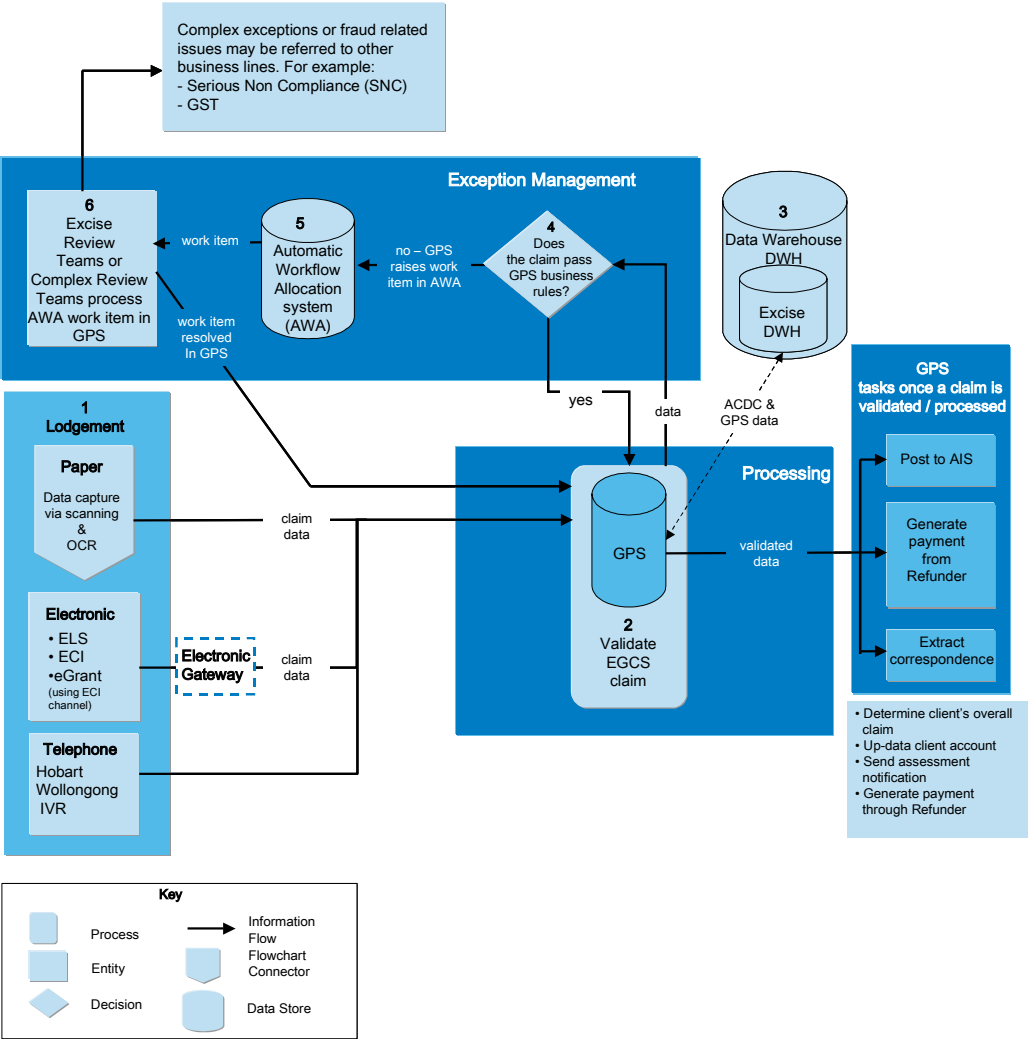 Complex exceptions or fraud related
issues may be referred to other
business lines. For example:
- Serious Non Compliance (SNC)
- GST
Exception Management
6
Excise
Review
Teams or
Complex Review
Teams process
AWA work item in
GPS
work item
5
Automatic
Workflow
Allocation
system
(AWA)
no – GPS
raises work
item in AWA
4
Does
the claim pass
GPS business
rules?
3
Data Warehouse
DWH
Excise
DWH
work item
resolved
In GPS
yes
data
ACDC &
GPS data
GPS
tasks once a claim is
validated / processed
Post to AIS
Generate
payment
from
Refunder
Extract
correspondence
1
Lodgement
Paper
Data capture
via scanning
&
OCR
claim
data
Electronic
• ELS
• ECI
•eGrant
(using ECI
channel)
Electronic
Gateway
claim
data
Telephone
Hobart
Wollongong
IVR
Processing
GPS
2
Validate
EGCS
claim
validated
data
• Determine client's overall
claim
• Up-data client account
• Send assessment
notification
• Generate payment
through Refunder
Key
Process
Entity
Decision
Information
Flow
Flowchart
Connector
Data Store